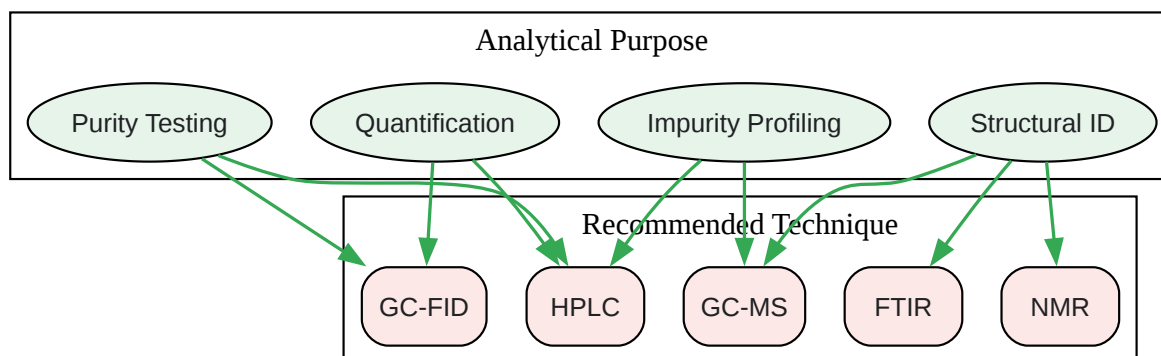 Analytical Purpose
Purity Testing
Quantification
Impurity Profiling
Structural ID
Recommended Technique
GC-FID
HPLC
GC-MS
FTIR
NMR